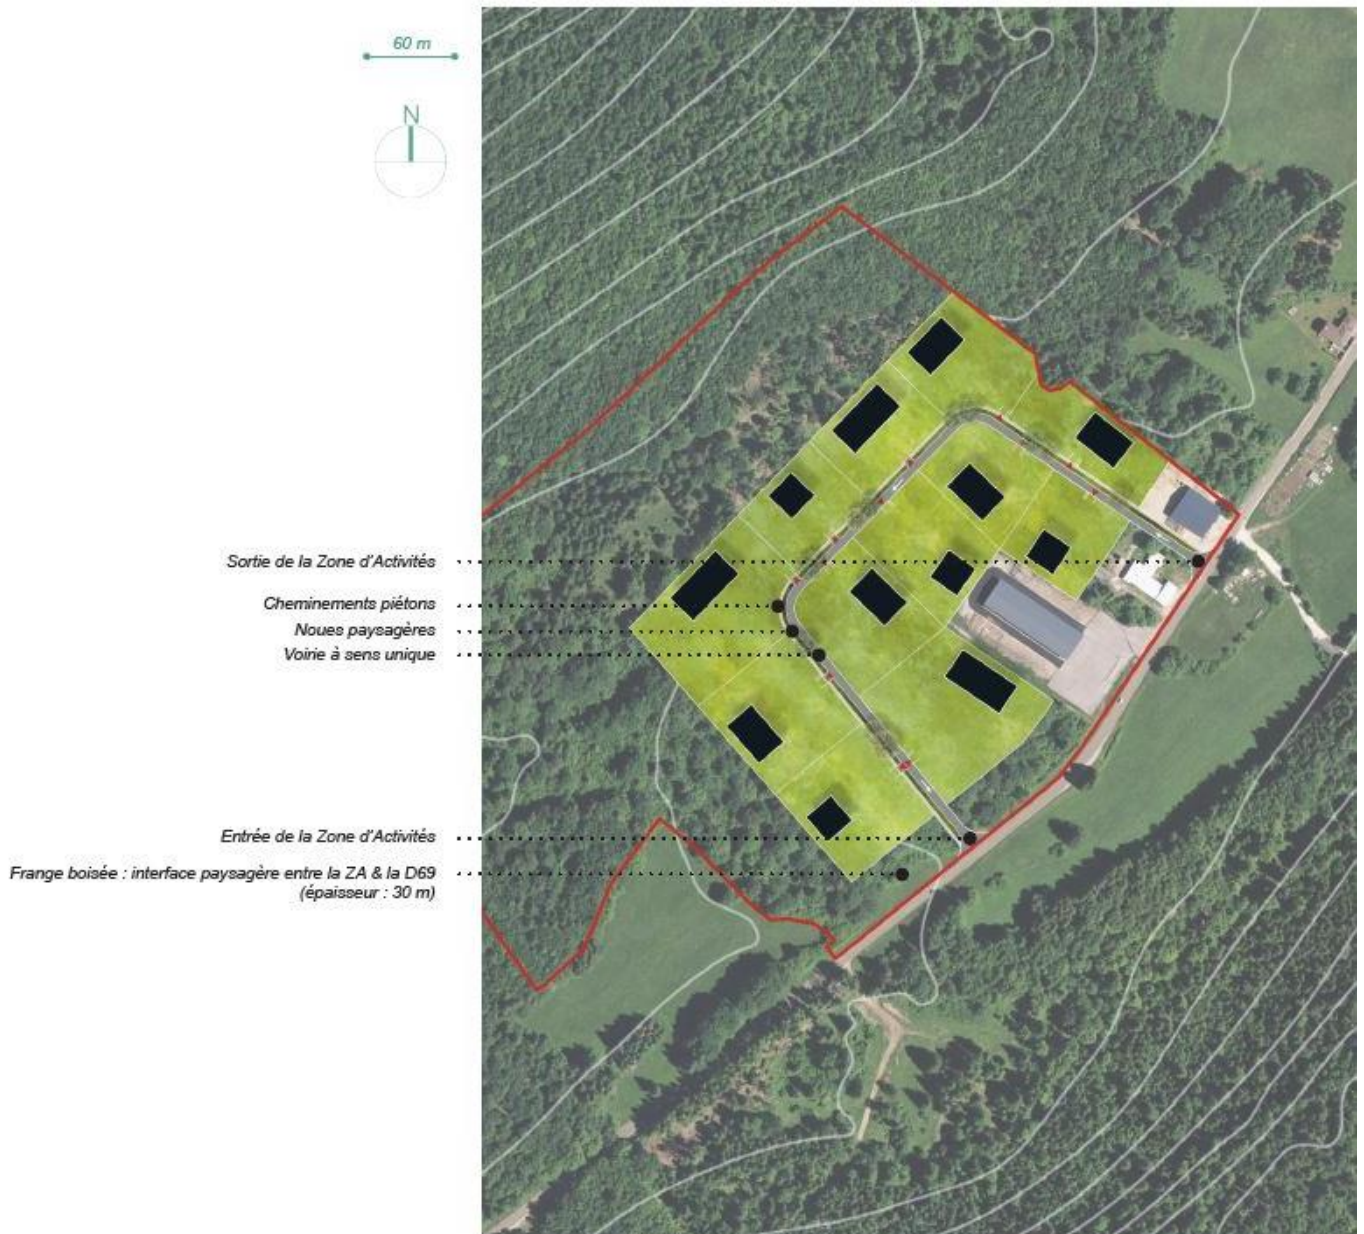 60 m
N
Sortie de la Zone d'Activités
Cheminements piétons
Noues paysagères
Voirie à sens unique
Entrée de la Zone d'Activités
Frange boisée : interface paysagère entre la ZA & la D69
(épaisseur : 30 m)